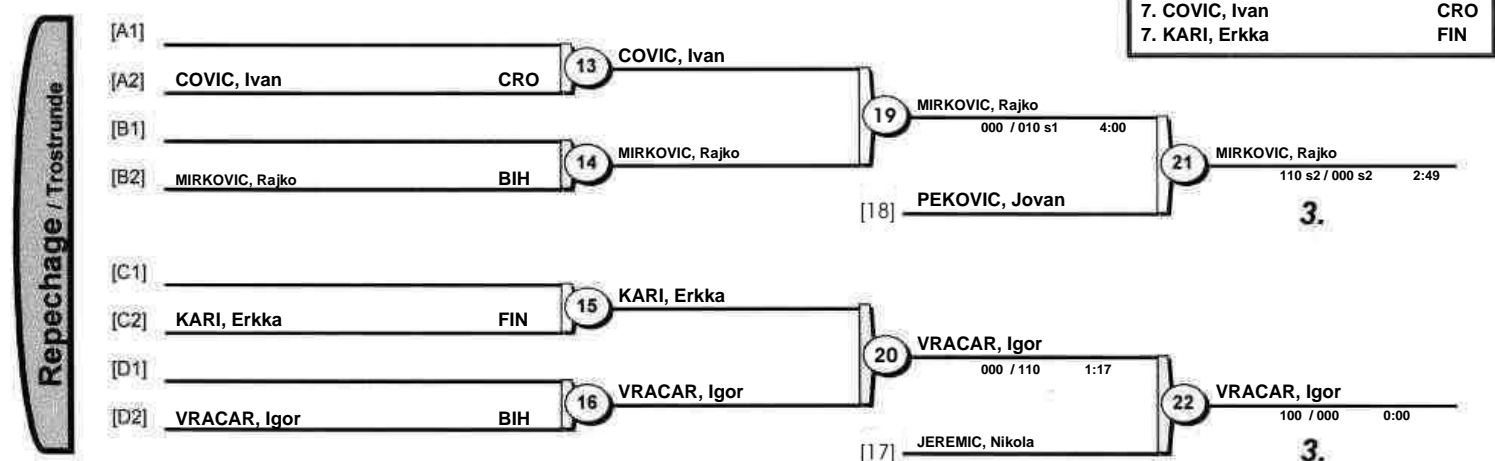 7. COVIC, Ivan CRO
7. KARI, Erkka FIN
Repechage / Trostrunde
[A1]
13 COVIC, Ivan
[A2] COVIC, Ivan CRO
19 MIRKOVIC, Rajko
000 / 010 s1 4:00
[B1]
14 MIRKOVIC, Rajko
21 MIRKOVIC, Rajko
110 s2 / 000 s2 2:49
[B2] MIRKOVIC, Rajko BIH
[18] PEKOVIC, Jovan
3.
[C1]
15 KARI, Erkka
[C2] KARI, Erkka FIN
20 VRACAR, Igor
000 / 110 1:17
[D1]
16 VRACAR, Igor
22 VRACAR, Igor
100 / 000 0:00
[D2] VRACAR, Igor BIH
[17] JEREMIC, Nikola
3.